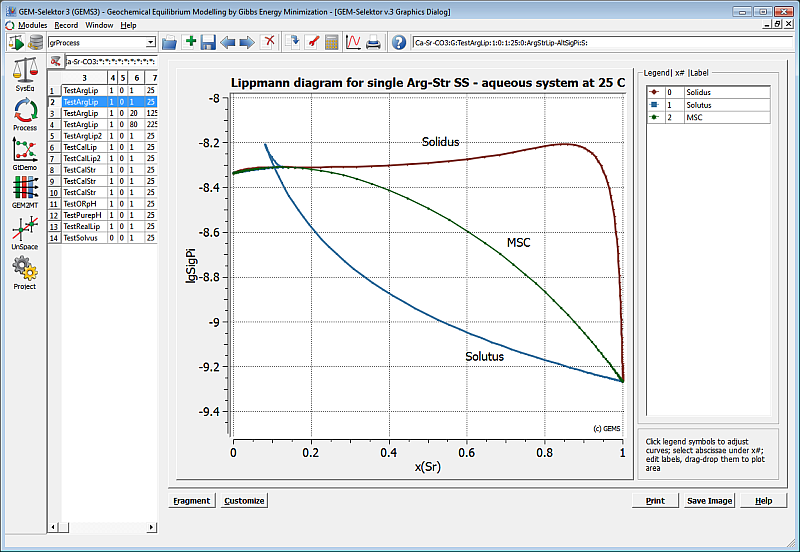 GEM-Selektor 3 (GEMS3) - Geochemical Equilibrium Modelling by Gibbs Energy Minimization - [GEM-Selektor v.3 Graphics Dialog]
Modules Record Window Help
grProcess
Ca-Sr-CO3:G:TestArgLip:1:0:1:25:0:ArgStrLip-AltSigPi:S:
a-Sr-CO3:*:*:*:*:*:*:*:*:
3 4 5 6 7
1 TestArgLip 1 0 1 25
2 TestArgLip 1 0 1 25
3 TestArgLip 1 0 20 125
4 TestArgLip 1 0 80 225
5 TestArgLip2 1 0 1 25
6 TestCalLip 1 0 1 25
7 TestCalLip2 1 0 1 25
8 TestCalStr 1 0 1 25
9 TestCalStr 1 0 1 25
10 TestCalStr 1 0 1 25
11 TestORpH 1 0 1 25
12 TestPurepH 1 0 1 25
13 TestRealLip 1 0 1 25
14 TestSolvus 0 0 1 25
SysEq
Process
GtDemo
GEM2MT
UnSpace
Project
Lippmann diagram for single Arg-Str SS - aqueous system at 25 C
-8
-8.2
-8.4
-8.6
-8.8
-9
-9.2
-9.4
lgSigPi
Solidus
MSC
Solutus
(c) GEMS
0 0.2 0.4 0.6 0.8 1
x(Sr)
Legend| x# |Label
0 Solidus
1 Solutus
2 MSC
Click legend symbols to adjust
curves; select abscissae under x#;
edit labels, drag-drop them to plot
area
Fragment Customize Print Save Image Help